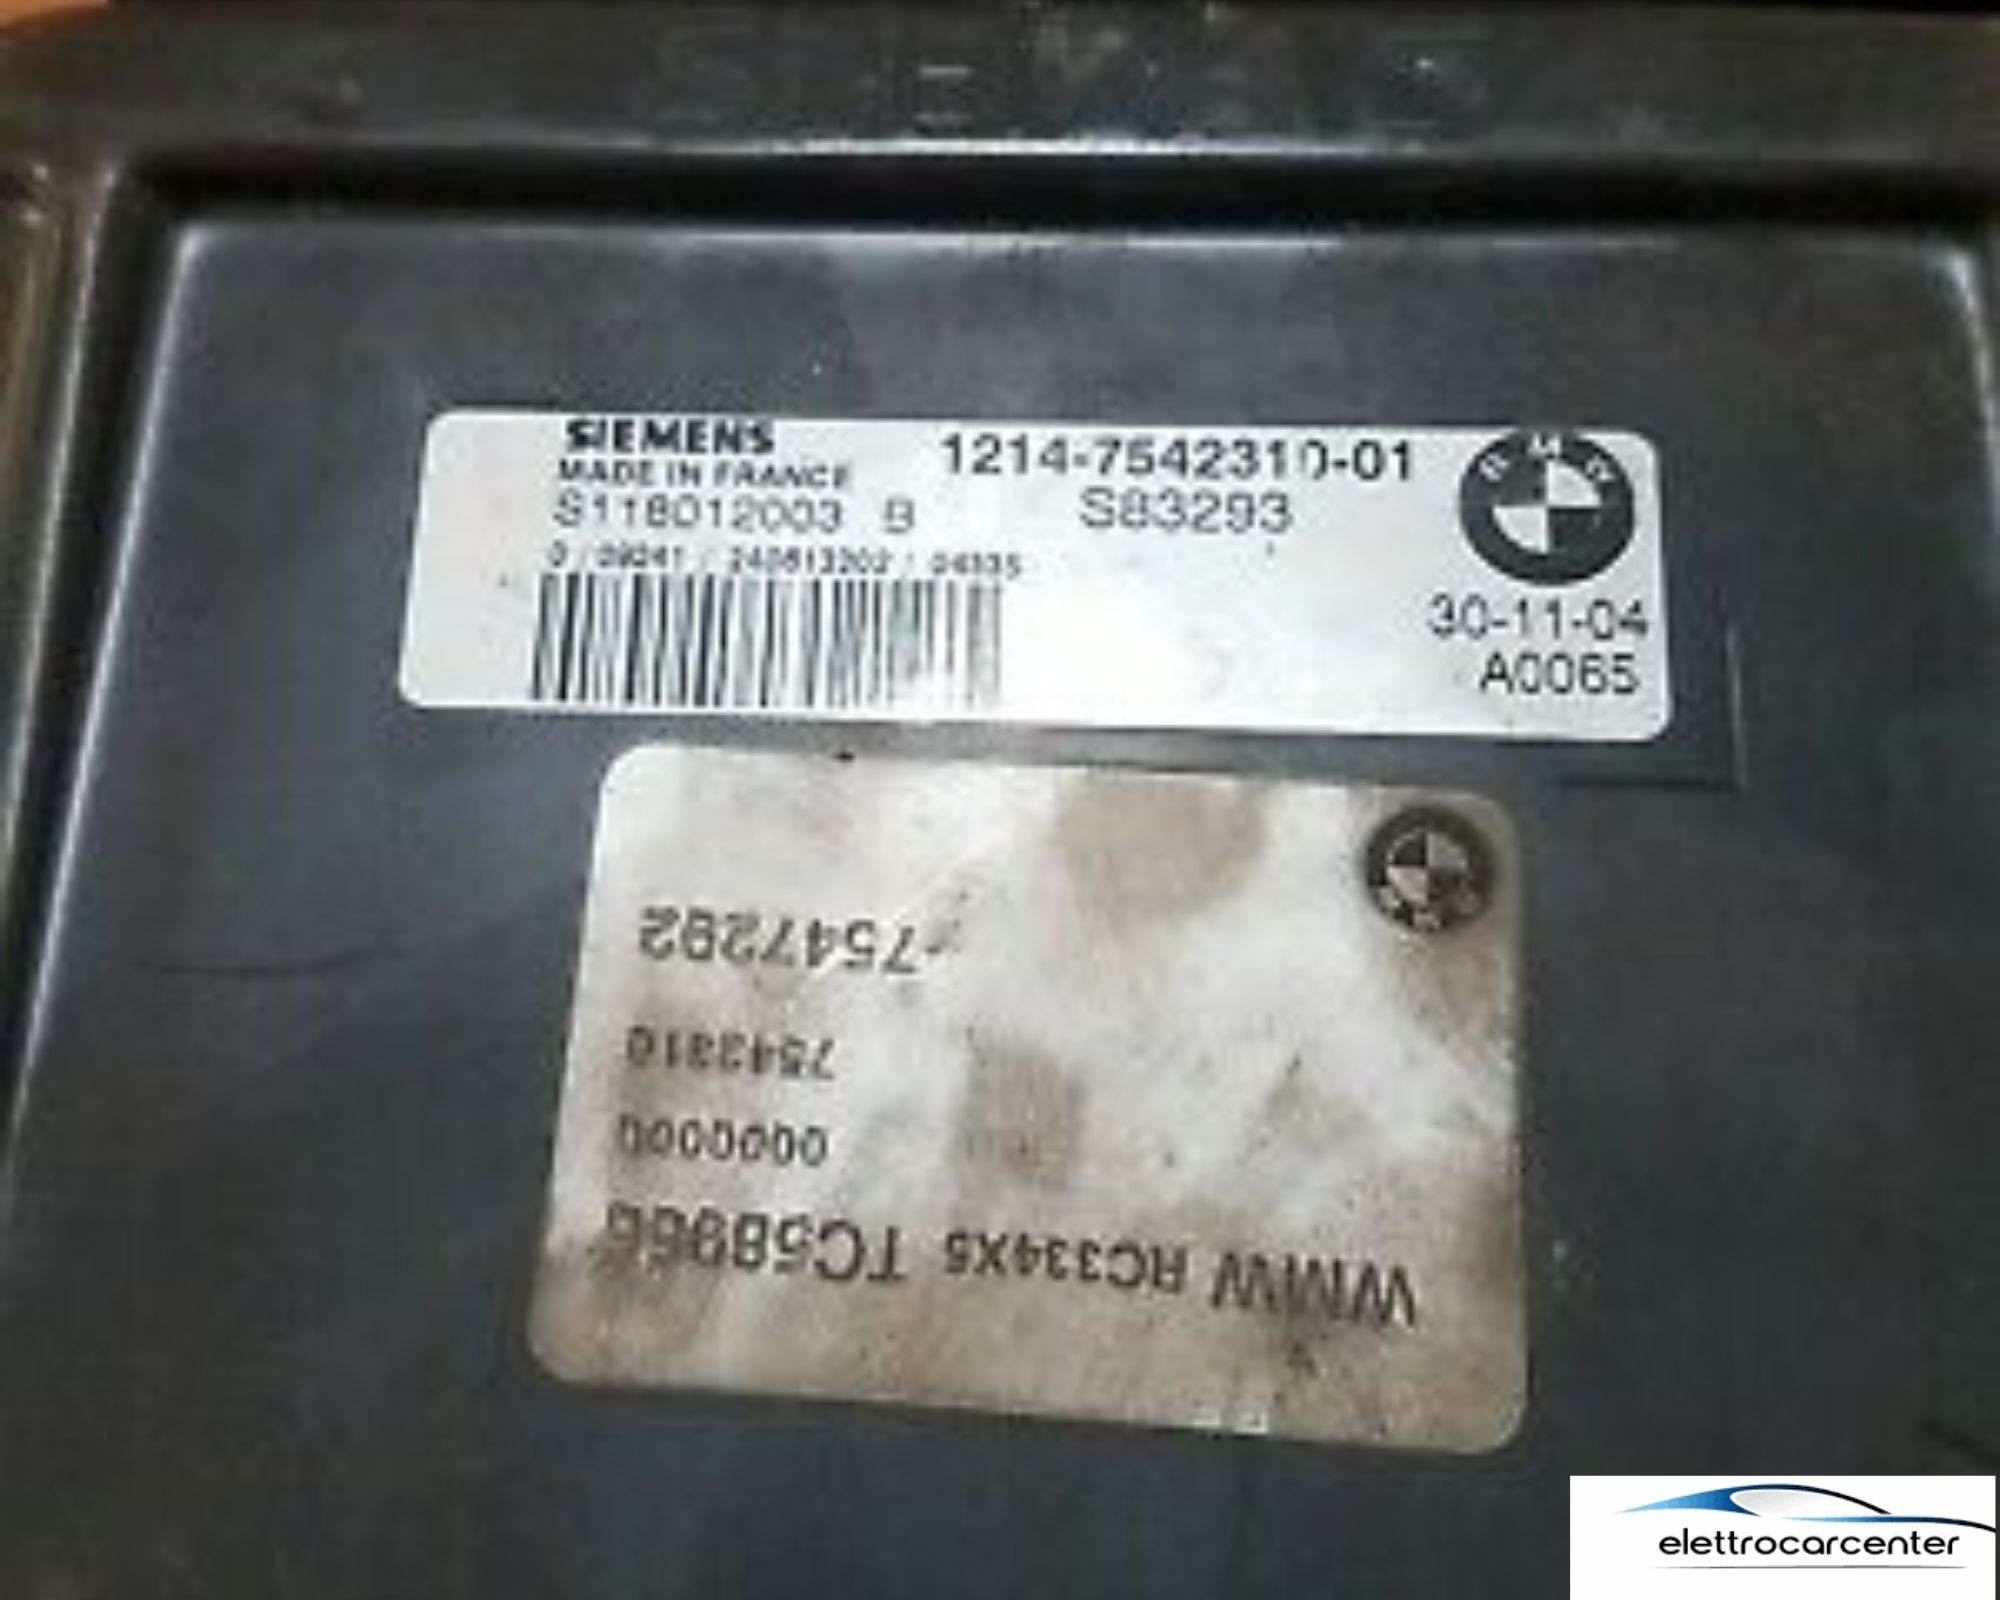 SIEMENS
MADE IN FRANCE
S118012003 B
1214-7542310-01
S83293
BMW
30-11-04
A0065
WMW RC334X5 TC58966
0000000
7542310
-7547292
elettrocarcenter